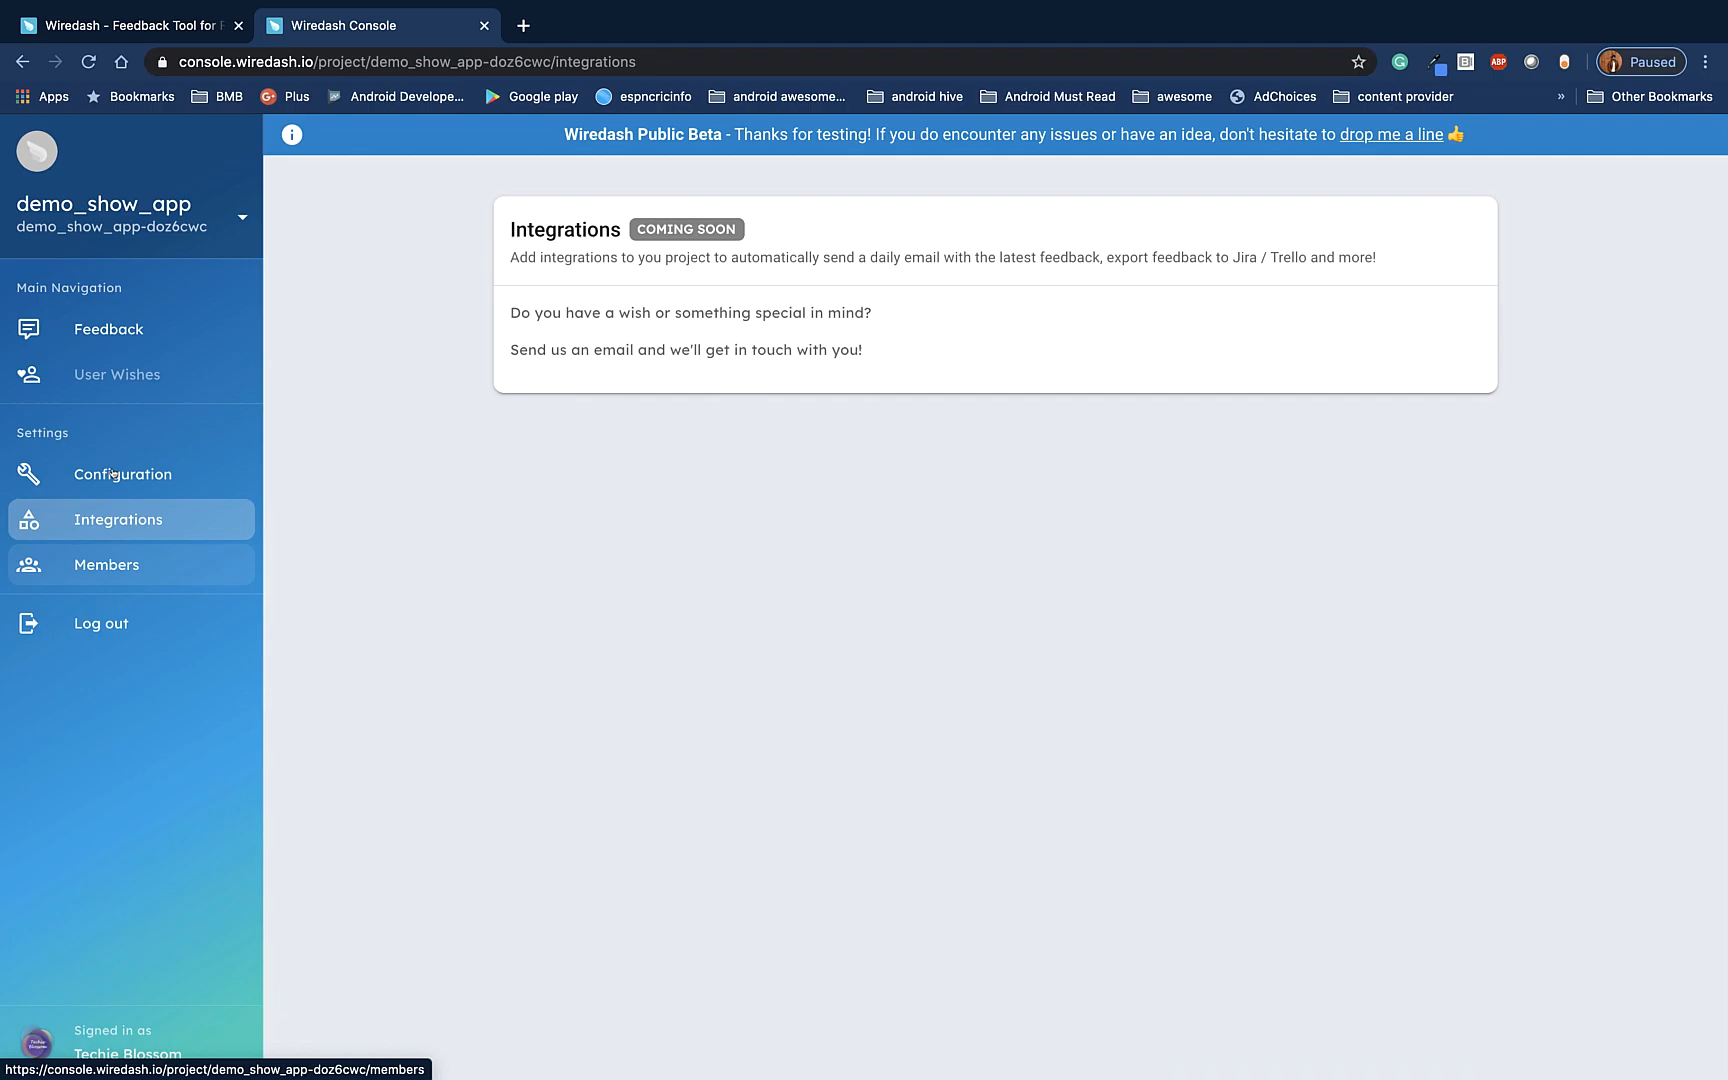 Wiredash - Feedback Tool for F
Wiredash Console
console.wiredash.io/project/demo_show_app-doz6cwc/integrations
ABP
Paused
Apps
Bookmarks
BMB
Plus
Android Develope...
Google play
espncricinfo
android awesome...
android hive
Android Must Read
awesome
AdChoices
content provider
»
Other Bookmarks
Wiredash Public Beta - Thanks for testing! If you do encounter any issues or have an idea, don't hesitate to drop me a line 👍
demo_show_app
demo_show_app-doz6cwc
Main Navigation
Feedback
User Wishes
Settings
Configuration
Integrations
Members
Log out
Integrations COMING SOON
Add integrations to you project to automatically send a daily email with the latest feedback, export feedback to Jira / Trello and more!
Do you have a wish or something special in mind?
Send us an email and we'll get in touch with you!
Signed in as
Techie Blossom
https://console.wiredash.io/project/demo_show_app-doz6cwc/members